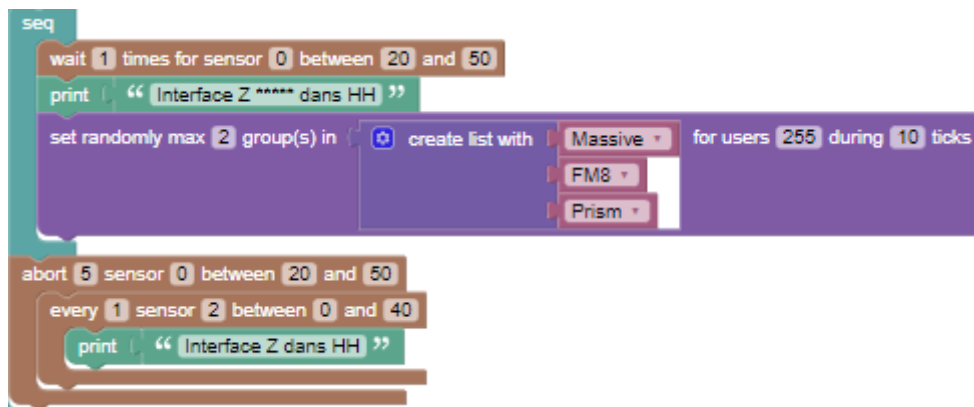 seq
wait 1 times for sensor 0 between 20 and 50
print “ Interface Z ***** dans HH ”
set randomly max 2 group(s) in create list with Massive for users 255 during 10 ticks
FM8
Prism
abort 5 sensor 0 between 20 and 50
every 1 sensor 2 between 0 and 40
print “ Interface Z dans HH ”